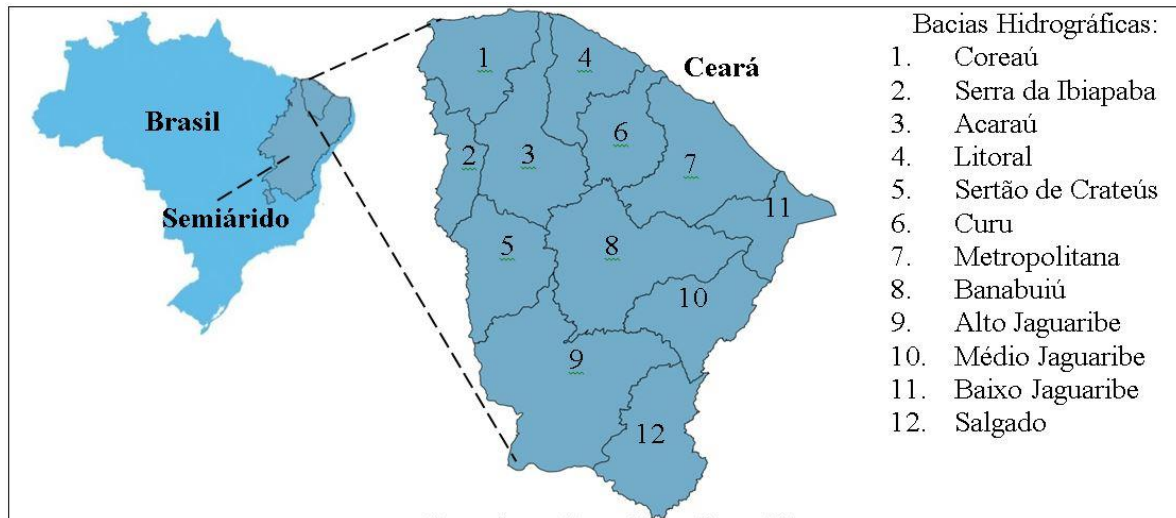 Brasil
Semiárido
Ceará
1
4
2
3
6
7
11
5
8
10
9
12
Bacias Hidrográficas:
1. Coreaú
2. Serra da Ibiapaba
3. Acaraú
4. Litoral
5. Sertão de Crateús
6. Curu
7. Metropolitana
8. Banabuiú
9. Alto Jaguaribe
10. Médio Jaguaribe
11. Baixo Jaguaribe
12. Salgado